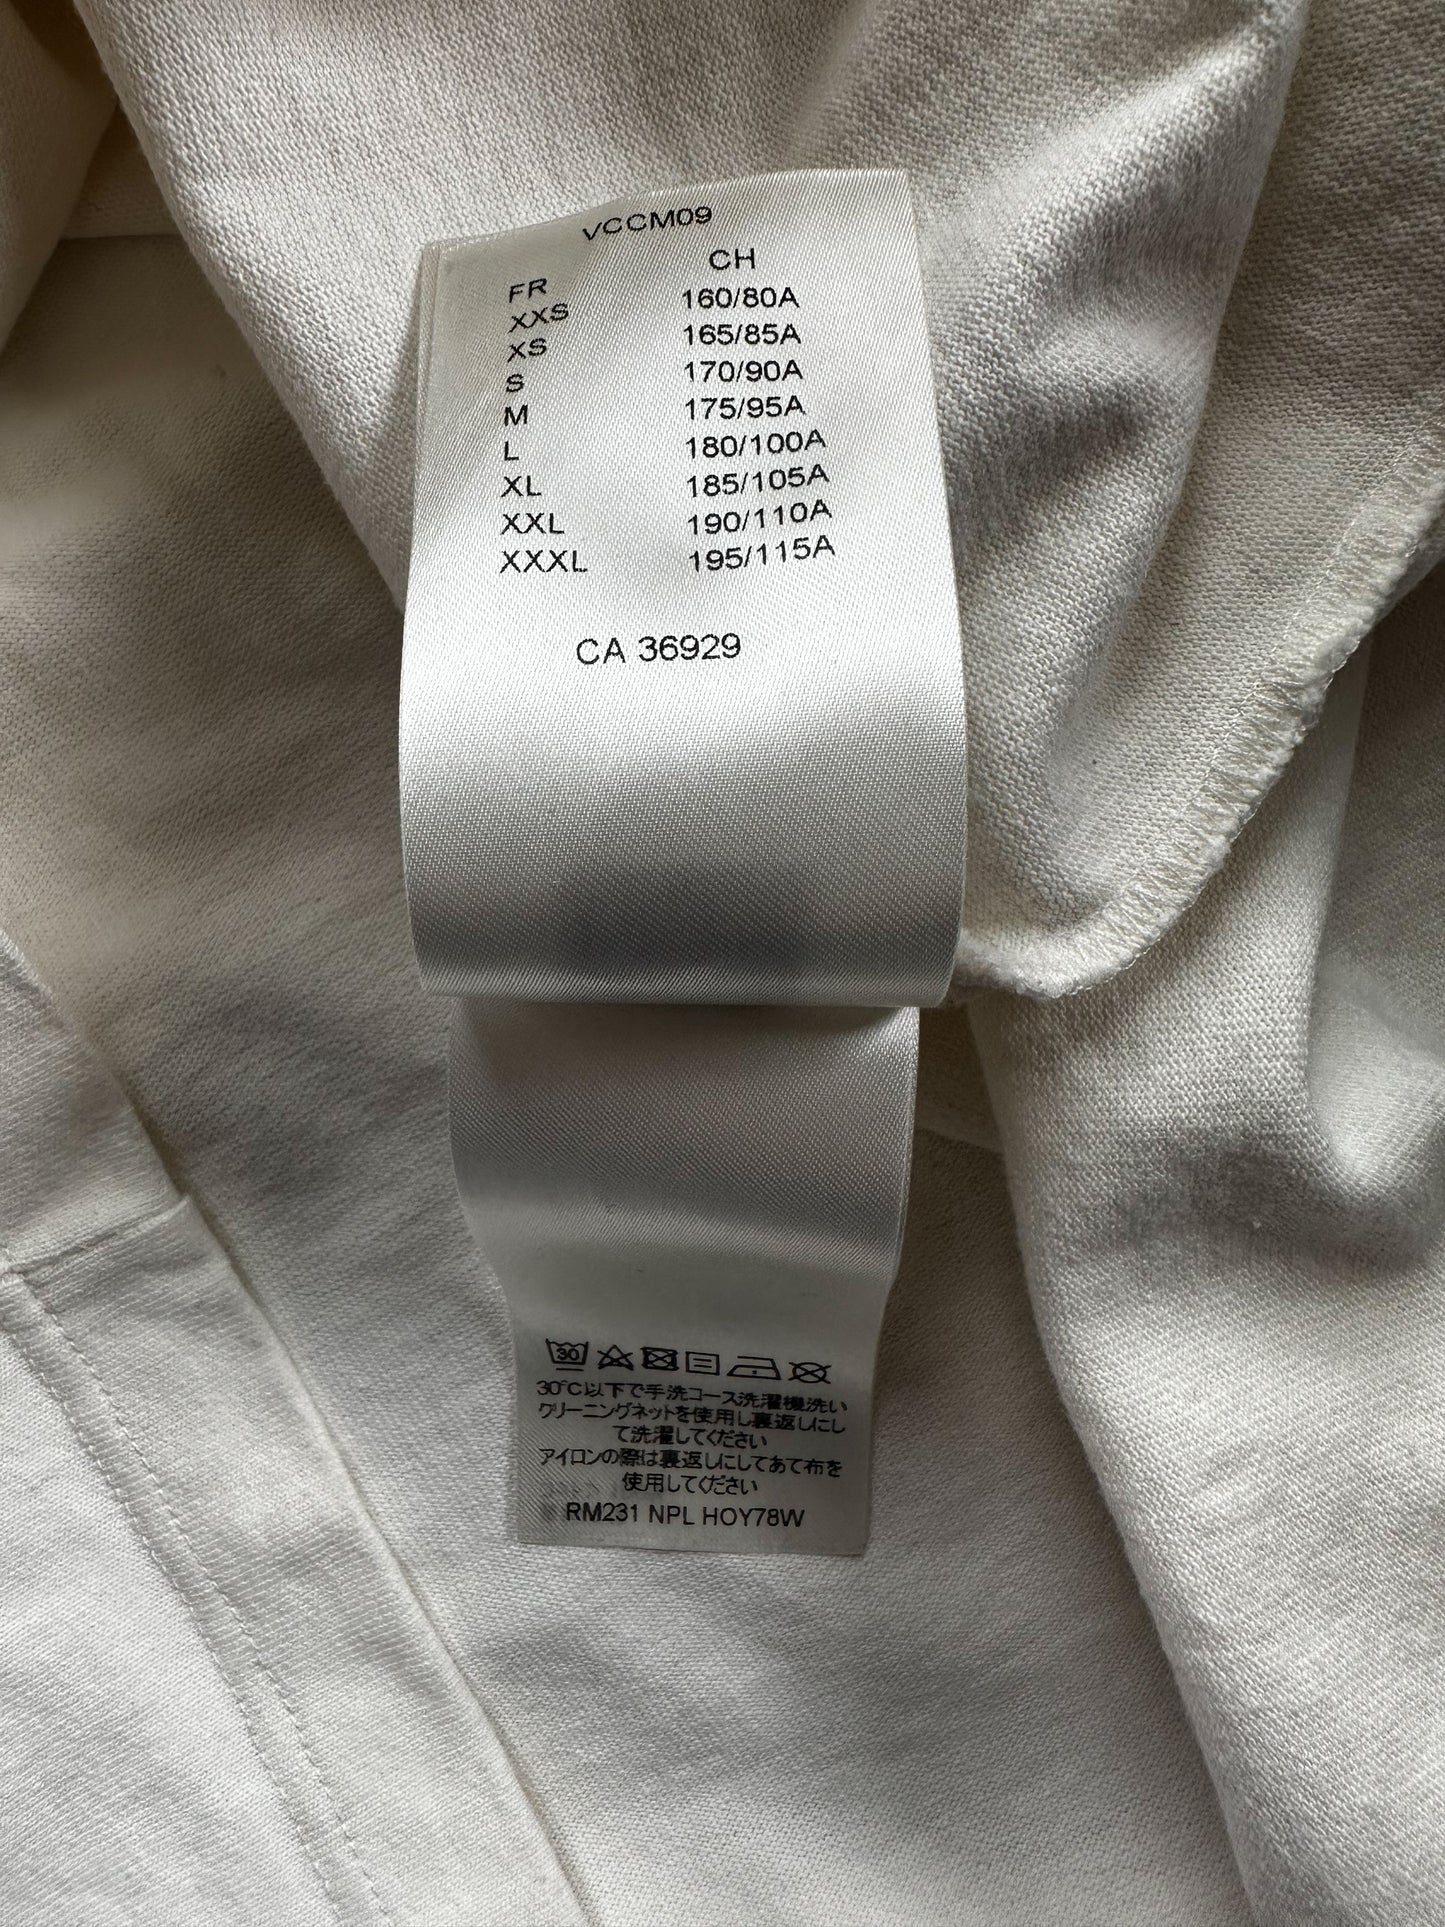 VCCM09
FR CH
XXS 160/80A
XS 165/85A
S 170/90A
M 175/95A
L 180/100A
XL 185/105A
XXL 190/110A
XXXL 195/115A
CA 36929
30
30℃以下で手洗コース洗濯機洗い
クリーニングネットを使用し裏返しにし
て洗濯してください
アイロンの際は裏返しにしてあて布を
使用してください
RM231 NPL HOY78W